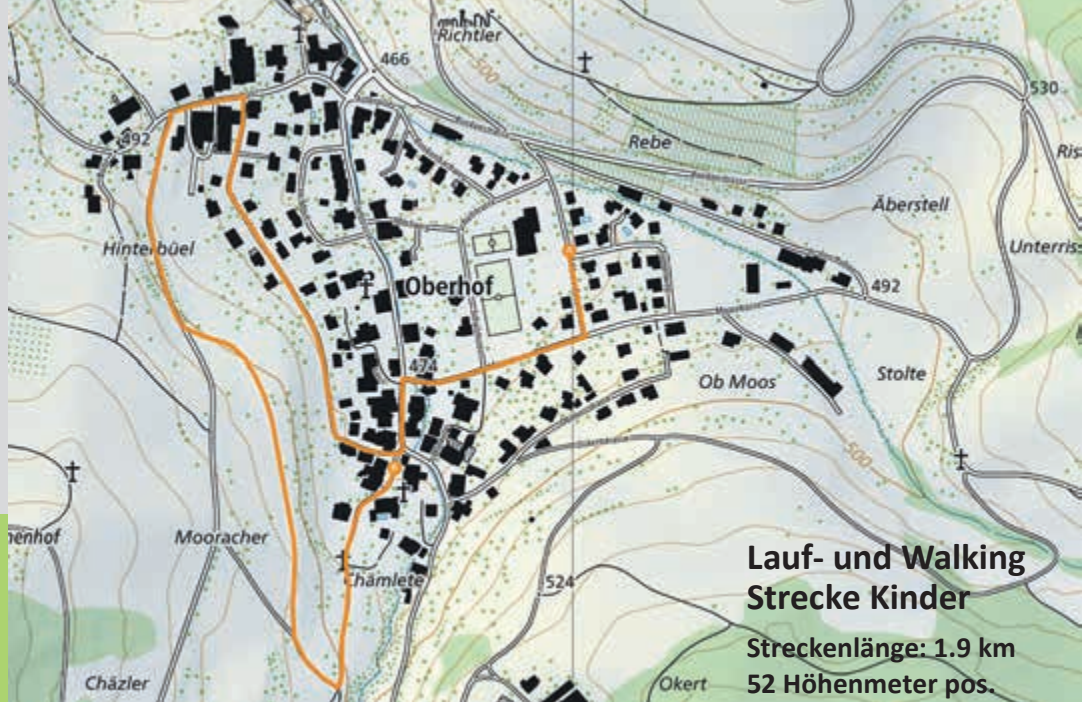 Richtler
466
500
530
492
Rebe
Äberstell
Hinterbüel
Unterriss
Oberhof
492
474
Ob Moos
Stolte
500
Mooracher
Chämlete
524
Lauf- und Walking
Strecke Kinder
Streckenlänge: 1.9 km
52 Höhenmeter pos.
Chäzler
Okert